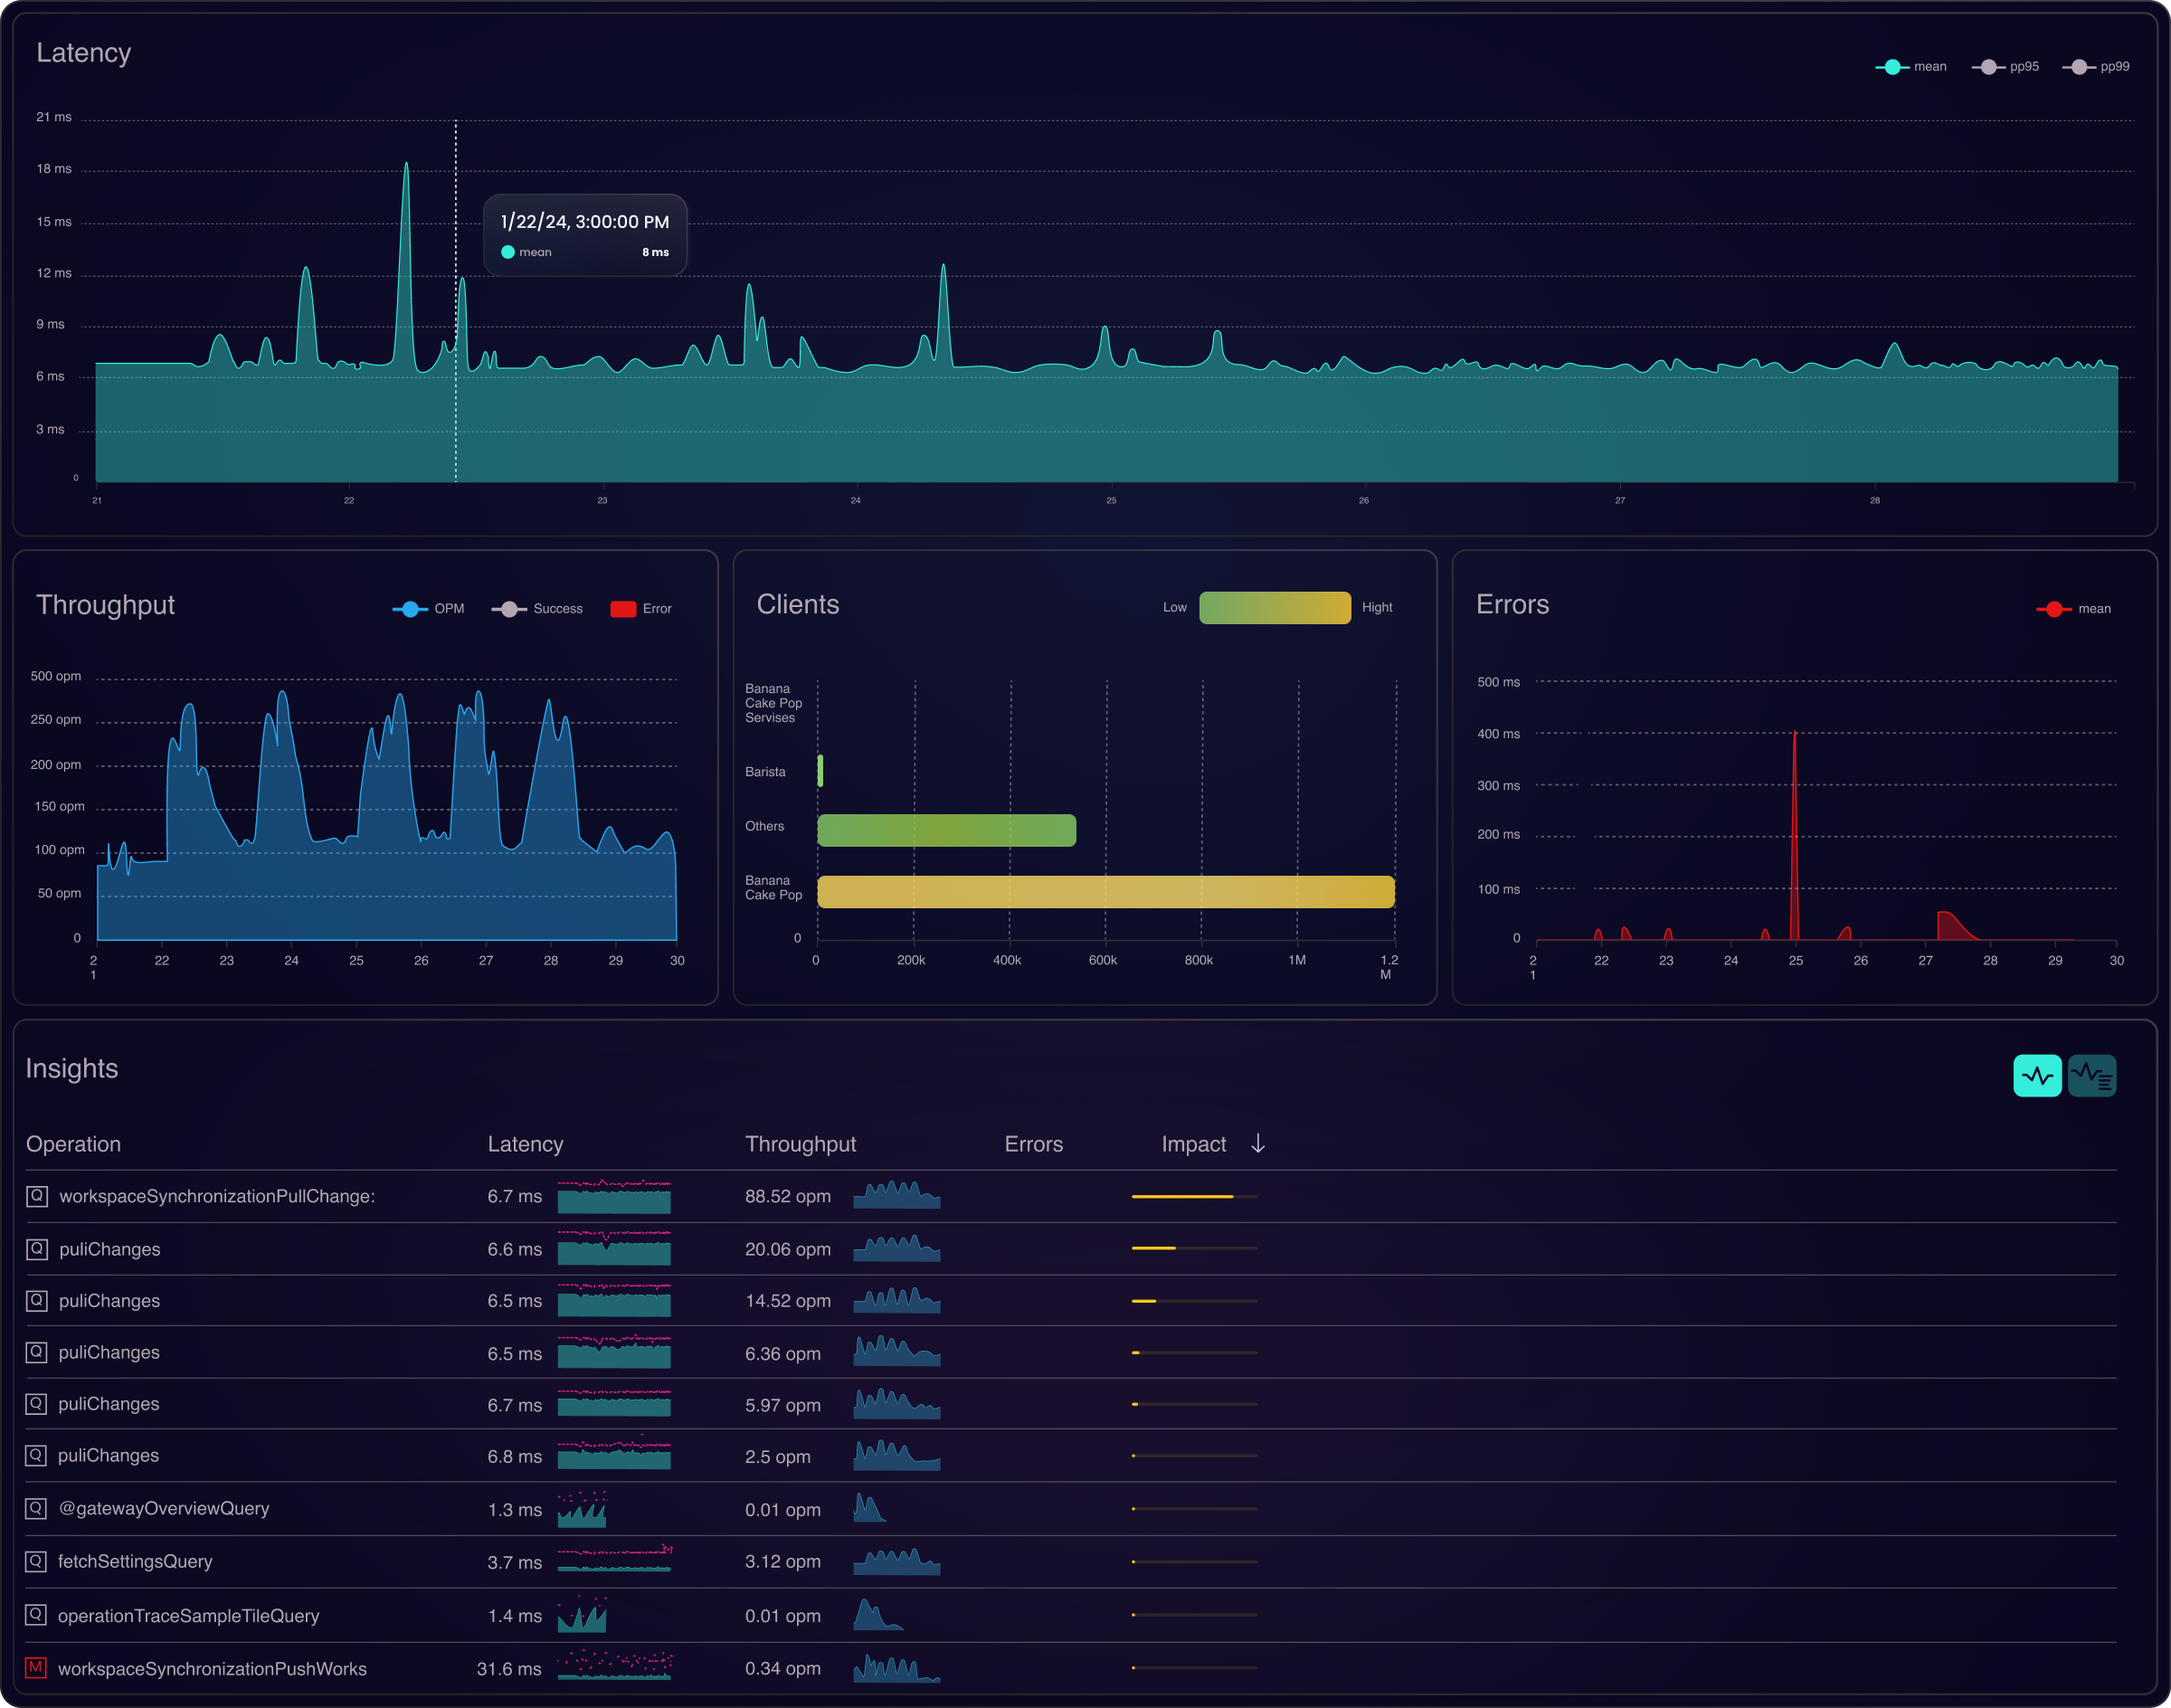 Latency
mean pp95 pp99
21 ms
18 ms
15 ms
12 ms
9 ms
6 ms
3 ms
0
1/22/24, 3:00:00 PM
mean 8 ms
21 22 23 24 25 26 27 28
Throughput
OPM Success Error
500 opm
250 opm
200 opm
150 opm
100 opm
50 opm
0
2
1 22 23 24 25 26 27 28 29 30
Clients
Low Hight
Banana
Cake Pop
Servises
Barista
Others
Banana
Cake Pop
0
0 200k 400k 600k 800k 1M 1.2
M
Errors
mean
500 ms
400 ms
300 ms
200 ms
100 ms
0
2
1 22 23 24 25 26 27 28 29 30
Insights
Operation Latency Throughput Errors Impact ↓
Q workspaceSynchronizationPullChange: 6.7 ms 88.52 opm
Q puliChanges 6.6 ms 20.06 opm
Q puliChanges 6.5 ms 14.52 opm
Q puliChanges 6.5 ms 6.36 opm
Q puliChanges 6.7 ms 5.97 opm
Q puliChanges 6.8 ms 2.5 opm
Q @gatewayOverviewQuery 1.3 ms 0.01 opm
Q fetchSettingsQuery 3.7 ms 3.12 opm
Q operationTraceSampleTileQuery 1.4 ms 0.01 opm
M workspaceSynchronizationPushWorks 31.6 ms 0.34 opm